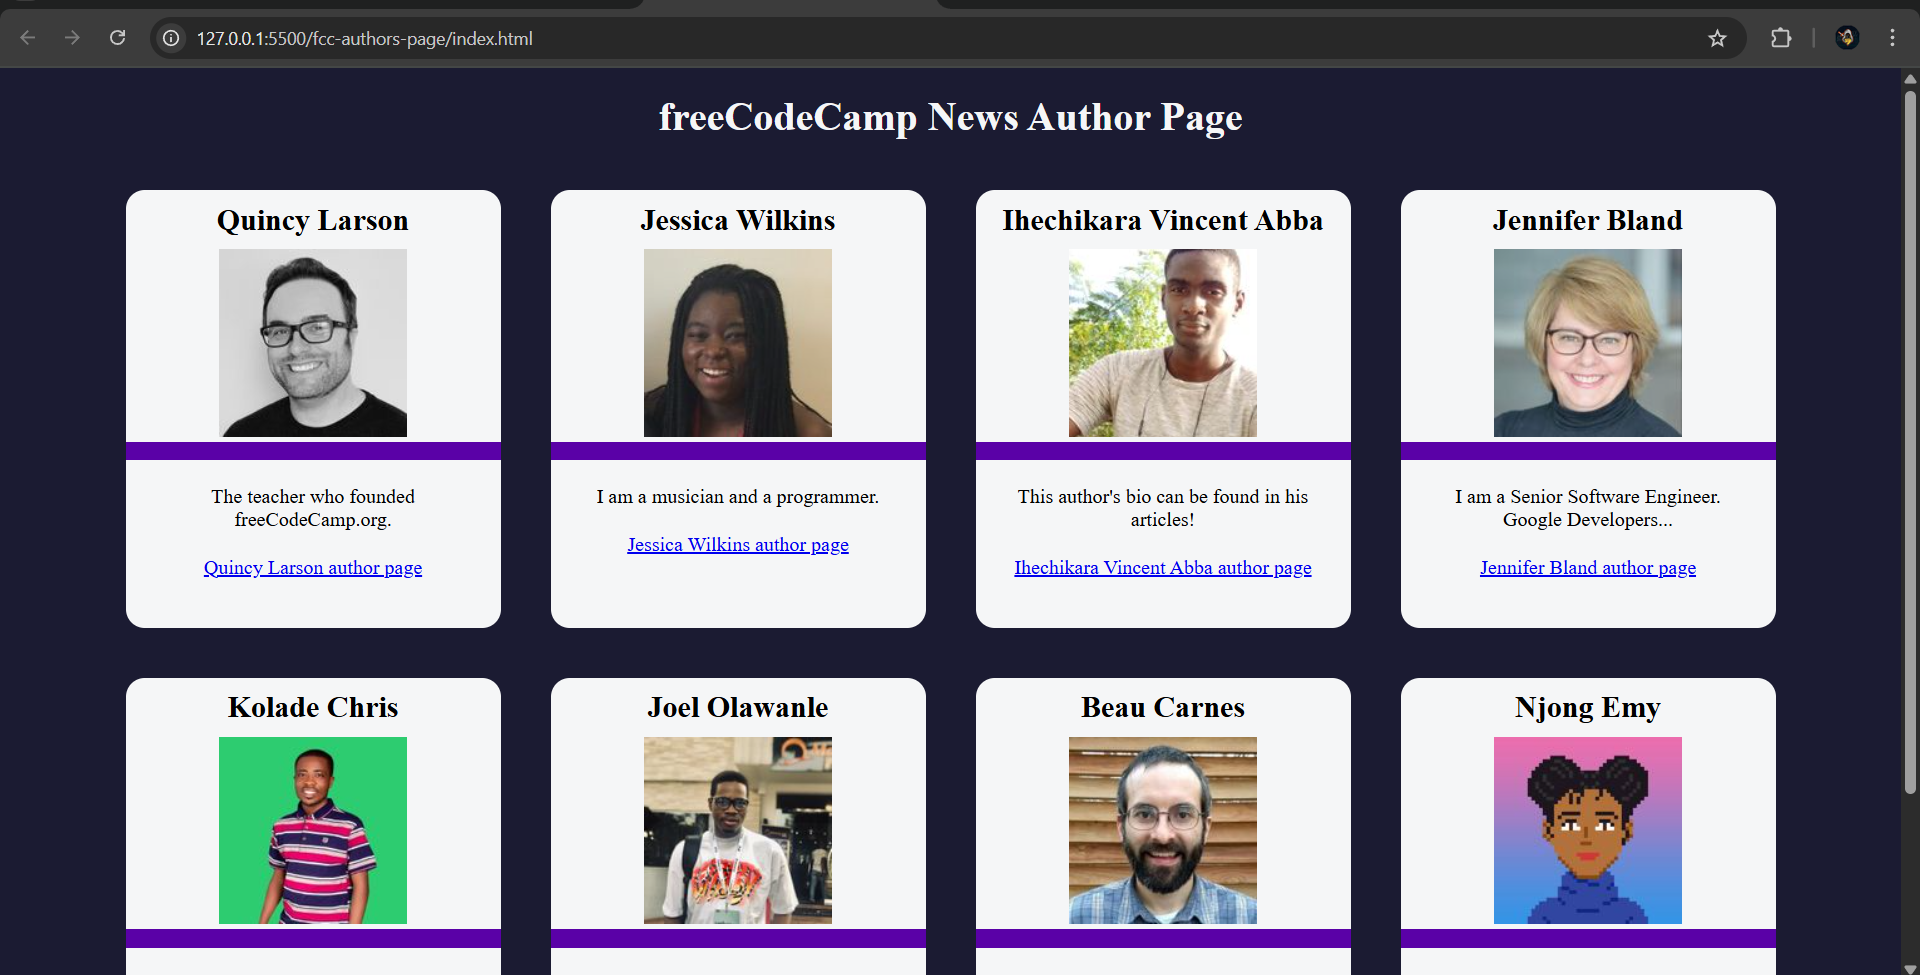 127.0.0.1:5500/fcc-authors-page/index.html
freeCodeCamp News Author Page
Quincy Larson
The teacher who founded
freeCodeCamp.org.
Quincy Larson author page
Jessica Wilkins
I am a musician and a programmer.
Jessica Wilkins author page
Ihechikara Vincent Abba
This author's bio can be found in his
articles!
Ihechikara Vincent Abba author page
Jennifer Bland
I am a Senior Software Engineer.
Google Developers...
Jennifer Bland author page
Kolade Chris
Joel Olawanle
Beau Carnes
Njong Emy